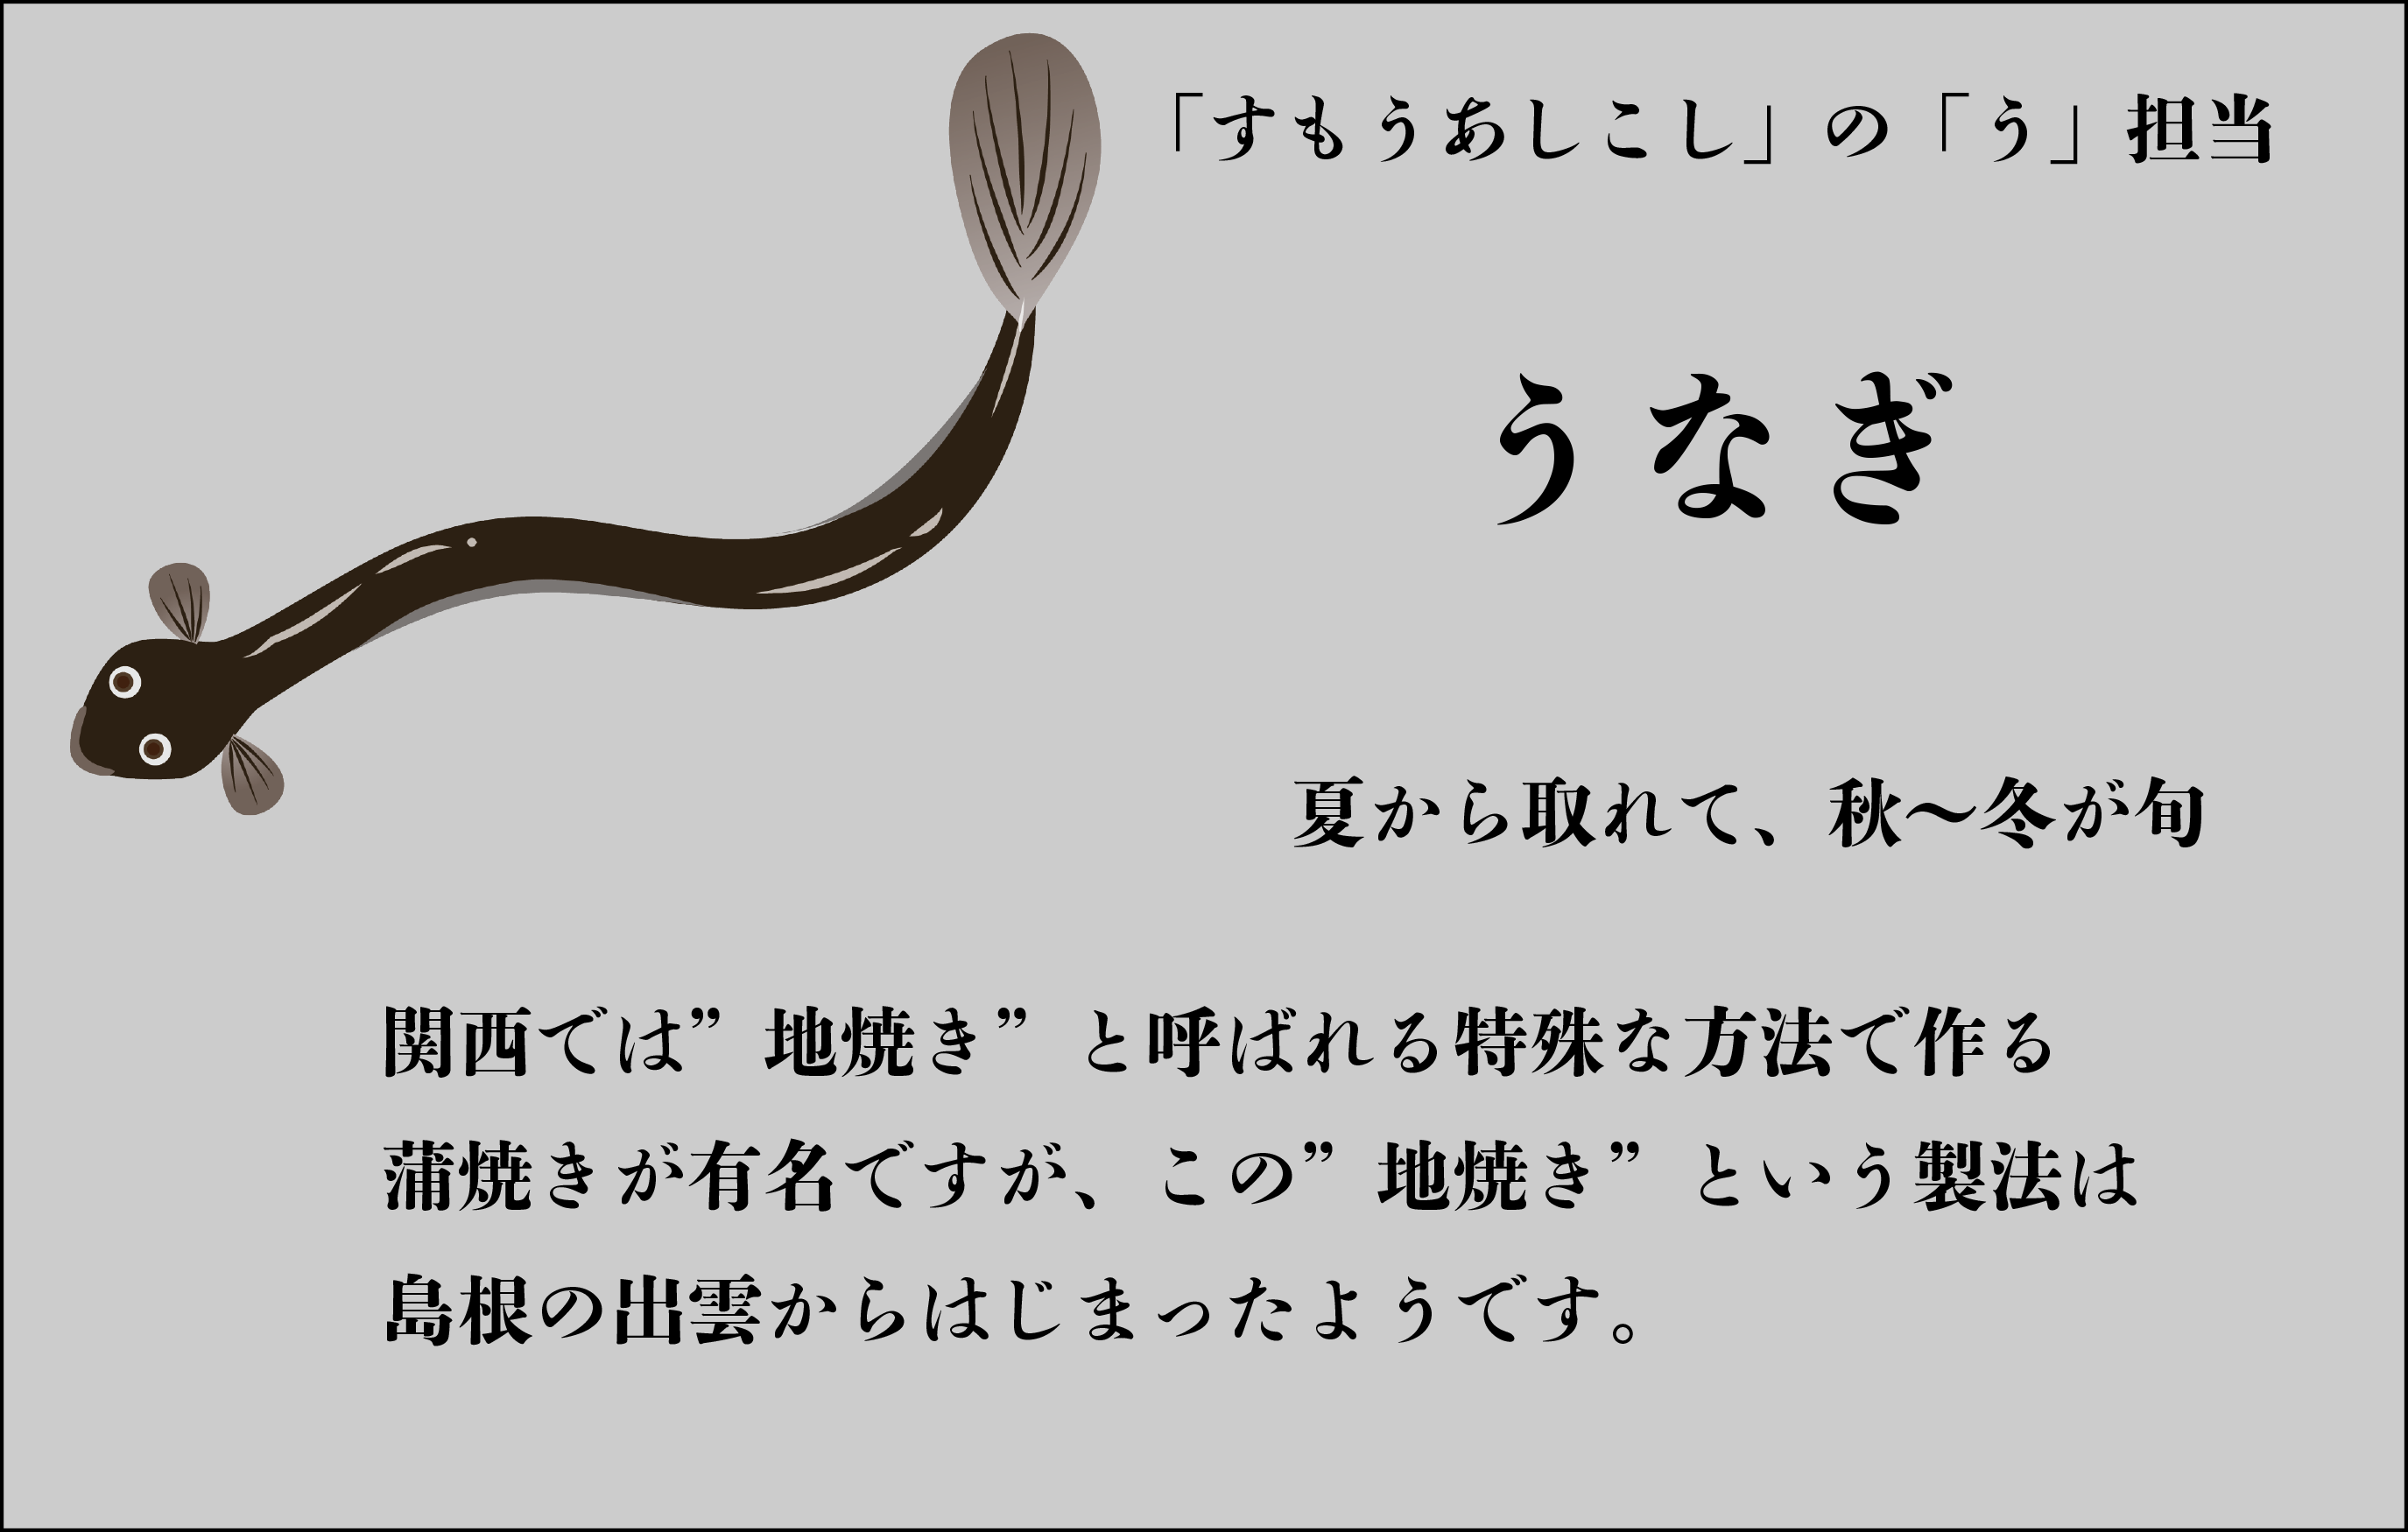 「すもうあしこし」の「う」担当
うなぎ
夏から取れて、秋～冬が旬
関西では”地焼き”と呼ばれる特殊な方法で作る
蒲焼きが有名ですが、この”地焼き”という製法は
島根の出雲からはじまったようです。